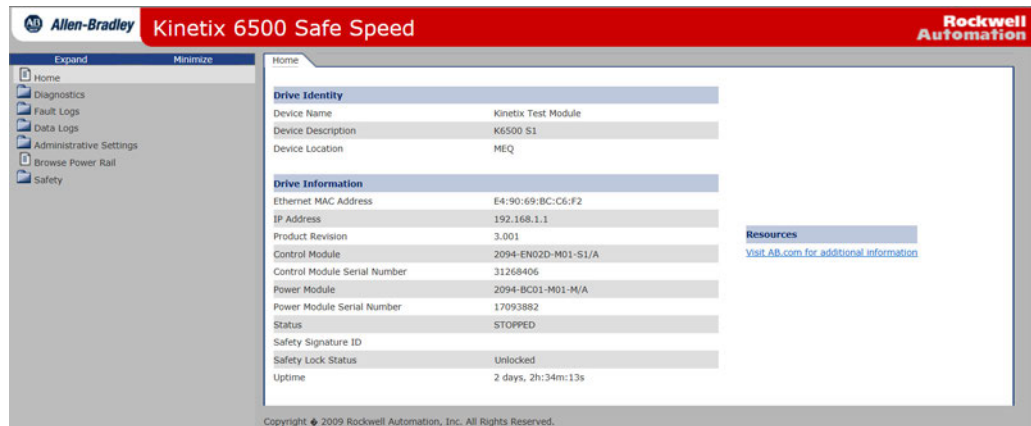 AB Allen-Bradley Kinetix 6500 Safe Speed Rockwell Automation
Expand Minimize
Home
Diagnostics
Fault Logs
Data Logs
Administrative Settings
Browse Power Rail
Safety
Home
Drive Identity
Device Name Kinetix Test Module
Device Description K6500 S1
Device Location MEQ
Drive Information
Ethernet MAC Address E4:90:69:BC:C6:F2
IP Address 192.168.1.1
Product Revision 3.001
Control Module 2094-EN02D-M01-S1/A
Control Module Serial Number 31268406
Power Module 2094-BC01-M01-M/A
Power Module Serial Number 17093882
Status STOPPED
Safety Signature ID
Safety Lock Status Unlocked
Uptime 2 days, 2h:34m:13s
Resources
Visit AB.com for additional information
Copyright � 2009 Rockwell Automation, Inc. All Rights Reserved.